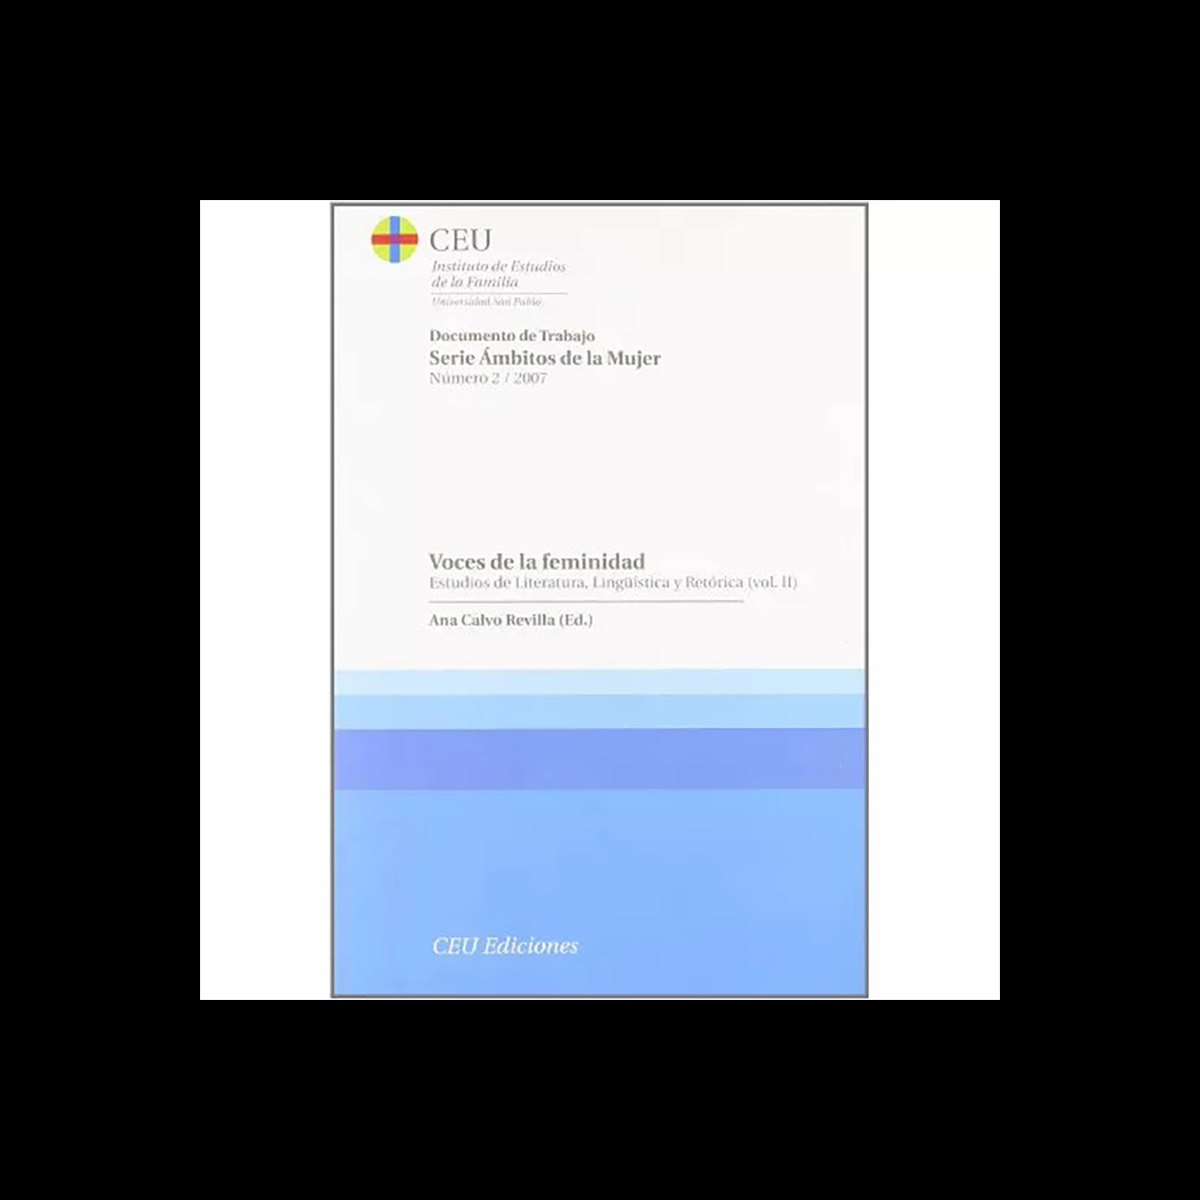 CEU
Instituto de Estudios
de la Familia
Universidad San Pablo
Documento de Trabajo
Serie Ámbitos de la Mujer
Número 2 / 2007
Voces de la feminidad
Estudios de Literatura, Lingüística y Retórica (vol. II)
Ana Calvo Revilla (Ed.)
CEU Ediciones